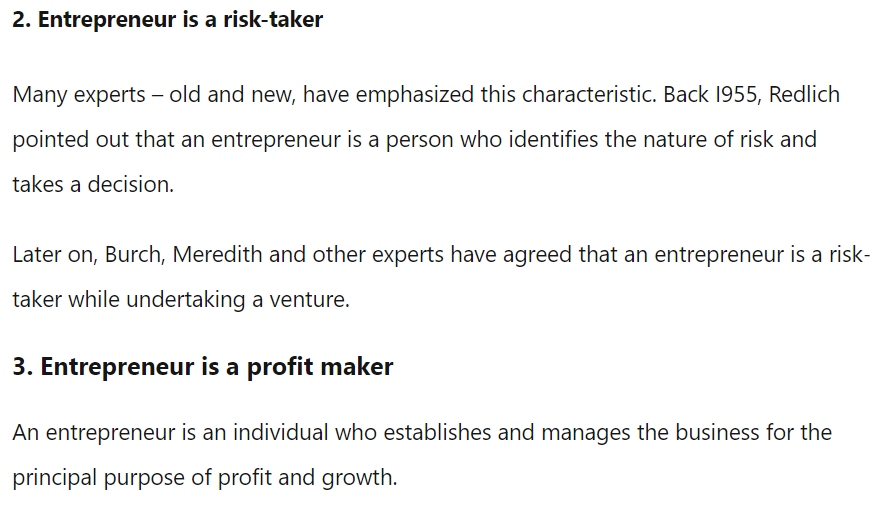 2. Entrepreneur is a risk-taker
Many experts – old and new, have emphasized this characteristic. Back I955, Redlich
pointed out that an entrepreneur is a person who identifies the nature of risk and
takes a decision.
Later on, Burch, Meredith and other experts have agreed that an entrepreneur is a risk-
taker while undertaking a venture.
3. Entrepreneur is a profit maker
An entrepreneur is an individual who establishes and manages the business for the
principal purpose of profit and growth.